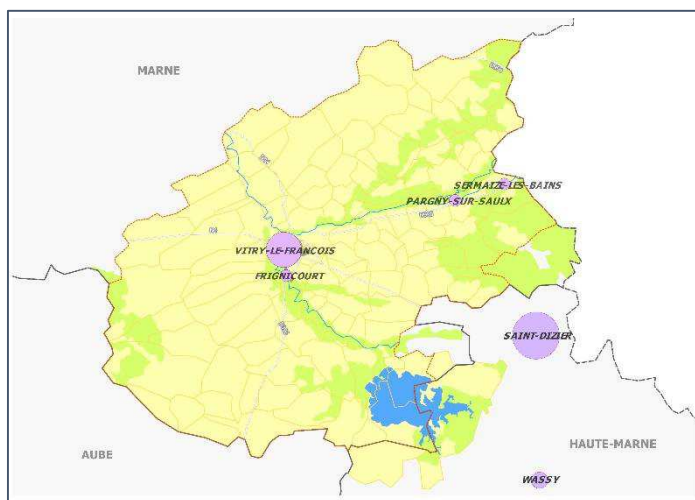 MARNE
SERMAIZE-LES-BAINS
PARGNY-SUR-SAULX
VITRY-LE-FRANCOIS
FRIGNICOURT
SAINT-DIZIER
AUBE
HAUTE-MARNE
WASSY